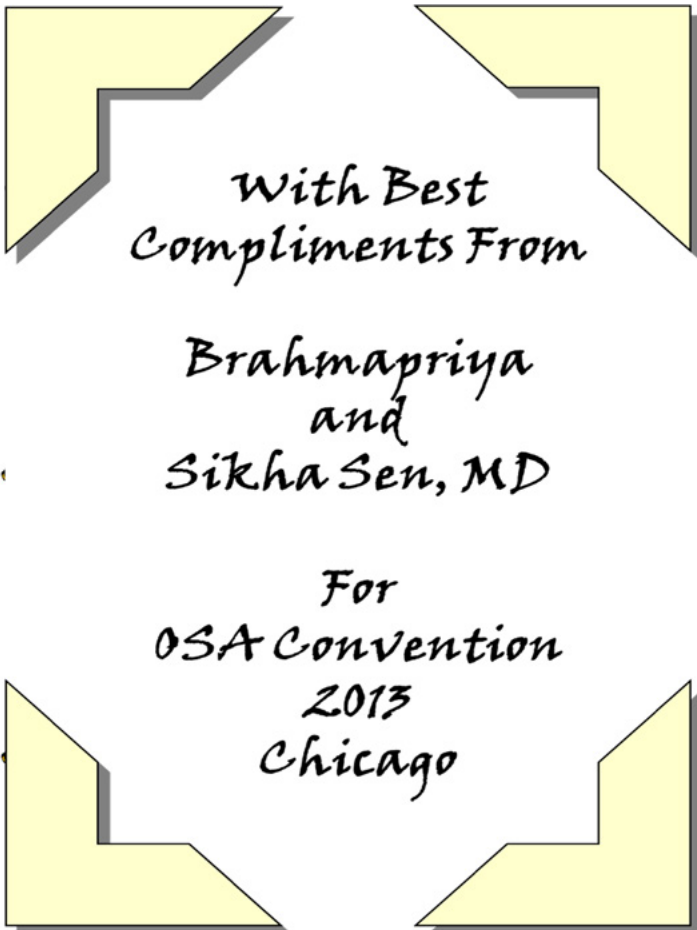 With Best
Compliments From
Brahmapriya
and
Sikha Sen, MD
For
OSA Convention
2013
Chicago